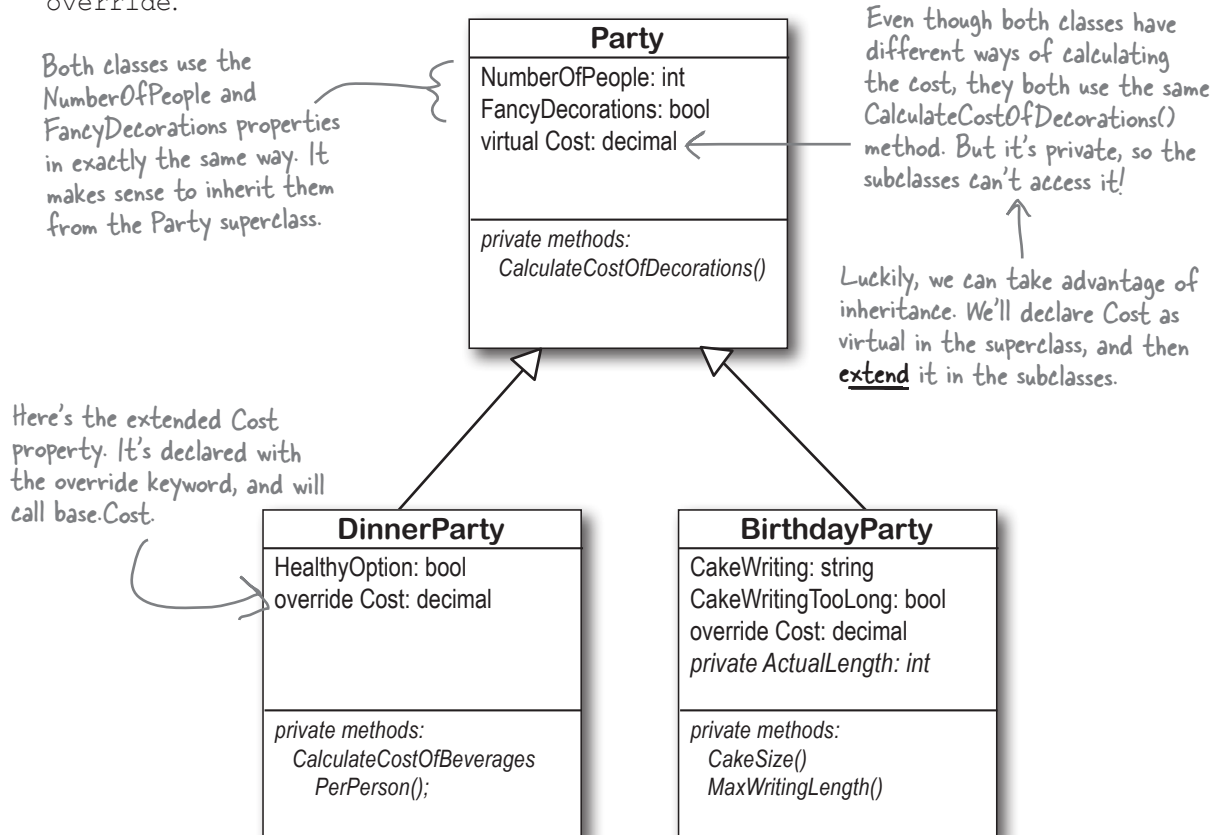 override.
Both classes use the
NumberOfPeople and
FancyDecorations properties
in exactly the same way. It
makes sense to inherit them
from the Party superclass.
Party
NumberOfPeople: int
FancyDecorations: bool
virtual Cost: decimal
private methods:
CalculateCostOfDecorations()
Even though both classes have
different ways of calculating
the cost, they both use the same
CalculateCostOfDecorations()
method. But it's private, so the
subclasses can't access it!
Luckily, we can take advantage of
inheritance. We'll declare Cost as
virtual in the superclass, and then
extend it in the subclasses.
Here's the extended Cost
property. It's declared with
the override keyword, and will
call base.Cost.
DinnerParty
HealthyOption: bool
override Cost: decimal
private methods:
CalculateCostOfBeverages
PerPerson();
BirthdayParty
CakeWriting: string
CakeWritingTooLong: bool
override Cost: decimal
private ActualLength: int
private methods:
CakeSize()
MaxWritingLength()